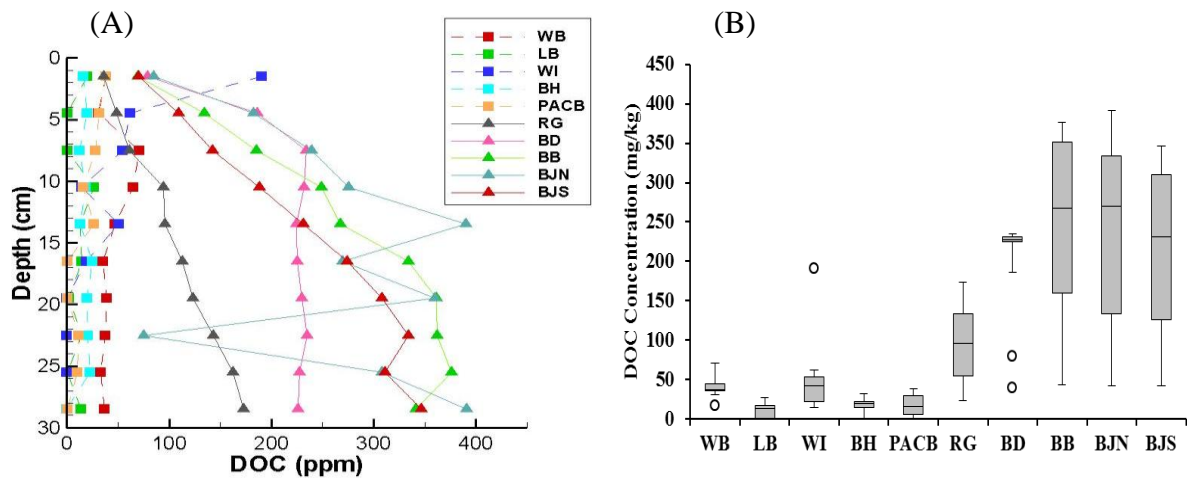 (A)
WB
LB
WI
BH
PACB
RG
BD
BB
BJN
BJS
0
5
10
15
20
25
30
Depth (cm)
0 100 200 300 400
DOC (ppm)
(B)
450
400
350
300
250
200
150
100
50
0
DOC Concentration (mg/kg)
WB LB WI BH PACB RG BD BB BJN BJS